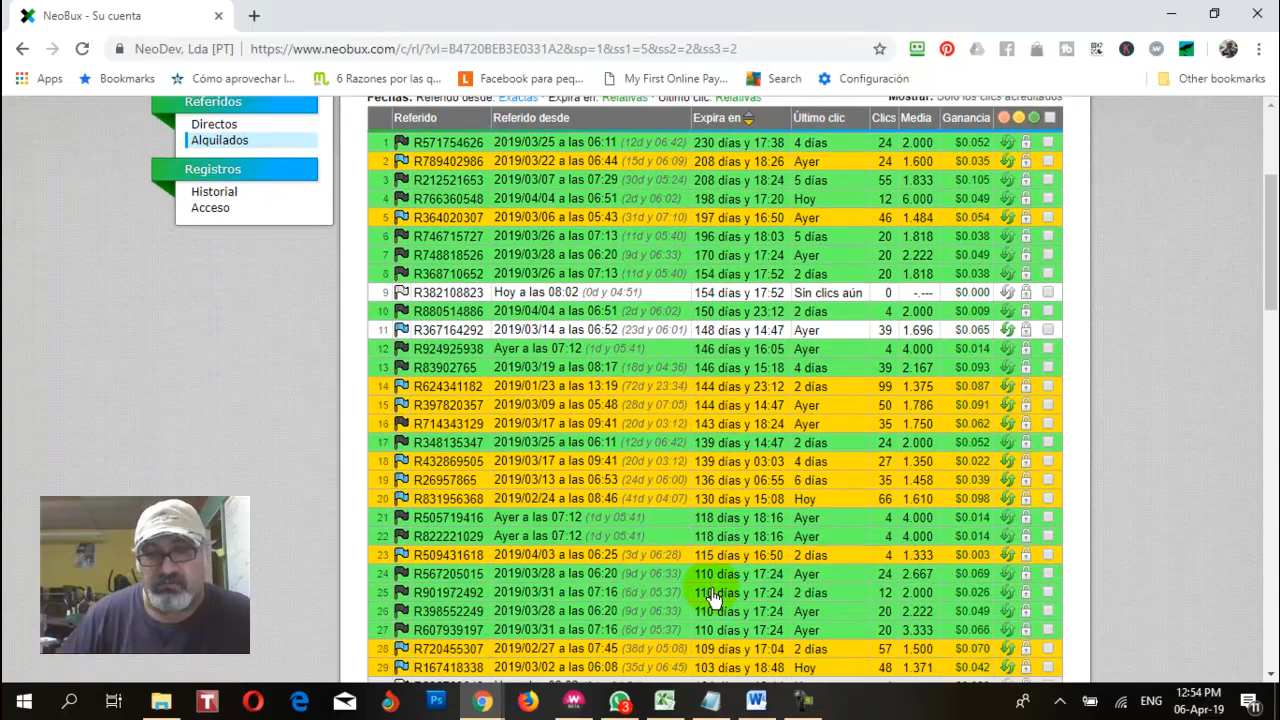 NeoBux - Su cuenta
NeoDev, Lda [PT] https://www.neobux.com/c/rl/?vl=B4720BEB3E0331A2&sp=1&ss1=5&ss2=2&ss3=2
Apps Bookmarks Cómo aprovechar l... 6 Razones por las q... Facebook para peq... My First Online Pay... Search Configuración Other bookmarks
Referidos
Directos
Alquilados
Registros
Historial
Acceso
Fechas: Referido desde: Exactas · Expira en: Relativas · Último clic: Relativas Mostrar: Sólo los clics acreditados
Referido Referido desde Expira en Último clic Clics Media Ganancia
1 R571754626 2019/03/25 a las 06:11 (12d y 06:42) 230 días y 17:38 4 días 24 2.000 $0.052
2 R789402986 2019/03/22 a las 06:44 (15d y 06:09) 208 días y 18:26 Ayer 24 1.600 $0.035
3 R212521653 2019/03/07 a las 07:29 (30d y 05:24) 208 días y 18:24 5 días 55 1.833 $0.105
4 R766360548 2019/04/04 a las 06:51 (2d y 06:02) 198 días y 17:20 Hoy 12 6.000 $0.049
5 R364020307 2019/03/06 a las 05:43 (31d y 07:10) 197 días y 16:50 Ayer 46 1.484 $0.054
6 R746715727 2019/03/26 a las 07:13 (11d y 05:40) 196 días y 18:03 5 días 20 1.818 $0.038
7 R748818526 2019/03/28 a las 06:20 (9d y 06:33) 170 días y 17:24 Ayer 20 2.222 $0.049
8 R368710652 2019/03/26 a las 07:13 (11d y 05:40) 154 días y 17:52 2 días 20 1.818 $0.038
9 R382108823 Hoy a las 08:02 (0d y 04:51) 154 días y 17:52 Sin clics aún 0 -.--- $0.000
10 R880514886 2019/04/04 a las 06:51 (2d y 06:02) 150 días y 23:12 2 días 4 2.000 $0.009
11 R367164292 2019/03/14 a las 06:52 (23d y 06:01) 148 días y 14:47 Ayer 39 1.696 $0.065
12 R924925938 Ayer a las 07:12 (1d y 05:41) 146 días y 16:05 Ayer 4 4.000 $0.014
13 R83902765 2019/03/19 a las 08:17 (18d y 04:36) 146 días y 15:18 Ayer 39 2.167 $0.093
14 R624341182 2019/01/23 a las 13:19 (72d y 23:34) 144 días y 23:12 2 días 99 1.375 $0.087
15 R397820357 2019/03/09 a las 05:48 (28d y 07:05) 144 días y 14:47 Ayer 50 1.786 $0.091
16 R714343129 2019/03/17 a las 09:41 (20d y 03:12) 143 días y 18:24 Ayer 35 1.750 $0.062
17 R348135347 2019/03/25 a las 06:11 (12d y 06:42) 139 días y 14:47 2 días 24 2.000 $0.052
18 R432869505 2019/03/17 a las 09:41 (20d y 03:12) 139 días y 03:03 4 días 27 1.350 $0.022
19 R26957865 2019/03/13 a las 06:53 (24d y 06:00) 136 días y 06:55 6 días 35 1.458 $0.039
20 R831956368 2019/02/24 a las 08:46 (41d y 04:07) 130 días y 15:08 Hoy 66 1.610 $0.098
21 R505719416 Ayer a las 07:12 (1d y 05:41) 118 días y 18:16 Ayer 4 4.000 $0.014
22 R822221029 Ayer a las 07:12 (1d y 05:41) 118 días y 18:16 Ayer 4 4.000 $0.014
23 R509431618 2019/04/03 a las 06:25 (3d y 06:28) 115 días y 16:50 2 días 4 1.333 $0.003
24 R567205015 2019/03/28 a las 06:20 (9d y 06:33) 110 días y 17:24 Ayer 24 2.667 $0.069
25 R901972492 2019/03/31 a las 07:16 (6d y 05:37) 110 días y 17:24 2 días 12 2.000 $0.026
26 R398552249 2019/03/28 a las 06:20 (9d y 06:33) 110 días y 17:24 Ayer 20 2.222 $0.049
27 R607939197 2019/03/31 a las 07:16 (6d y 05:37) 110 días y 17:24 Ayer 20 3.333 $0.066
28 R720455307 2019/02/27 a las 07:45 (38d y 05:08) 109 días y 17:04 2 días 57 1.500 $0.070
29 R167418338 2019/03/02 a las 06:08 (35d y 06:45) 103 días y 18:48 Hoy 48 1.371 $0.042
ENG
12:54 PM
06-Apr-19